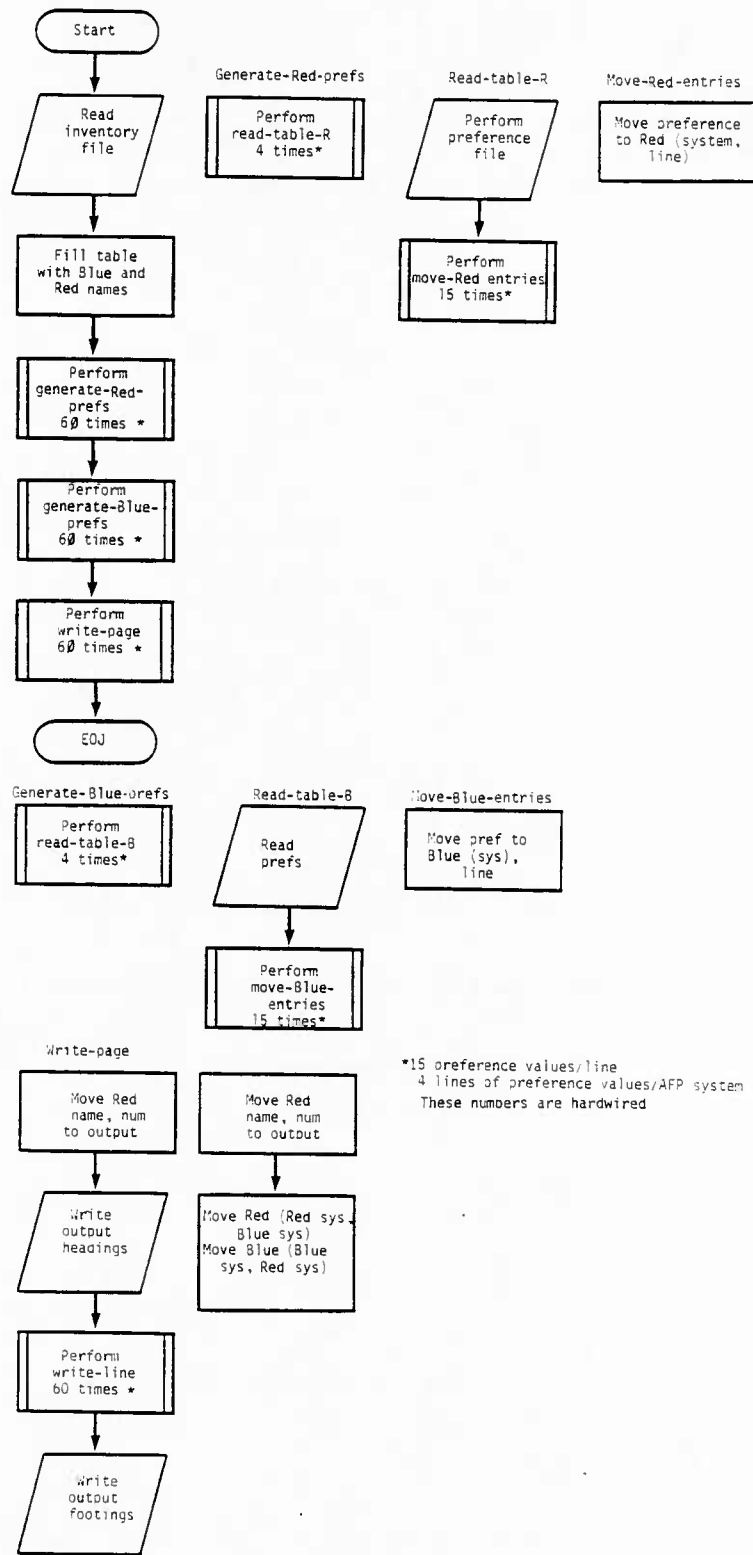 Start
Read
inventory
file
Fill table
with Blue and
Red names
Perform
generate-Red-
prefs
60 times *
Perform
generate-Blue-
prefs
60 times *
Perform
write-page
60 times *
EOJ
Generate-Red-prefs
Perform
read-table-R
4 times*
Read-table-R
Perform
preference
file
Perform
move-Red entries
15 times*
Move-Red-entries
Move preference
to Red (system,
line)
Generate-Blue-prefs
Perform
read-table-B
4 times*
Read-table-B
Read
prefs
Perform
move-Blue-
entries
15 times*
Move-Blue-entries
Move pref to
Blue (sys),
line
Write-page
Move Red
name, num
to output
Write
output
headings
Perform
write-line
60 times *
Write
output
footings
Move Red
name, num
to output
Move Red (Red sys,
Blue sys)
Move Blue (Blue
sys, Red sys)
*15 preference values/line
4 lines of preference values/AFP system
These numbers are hardwired